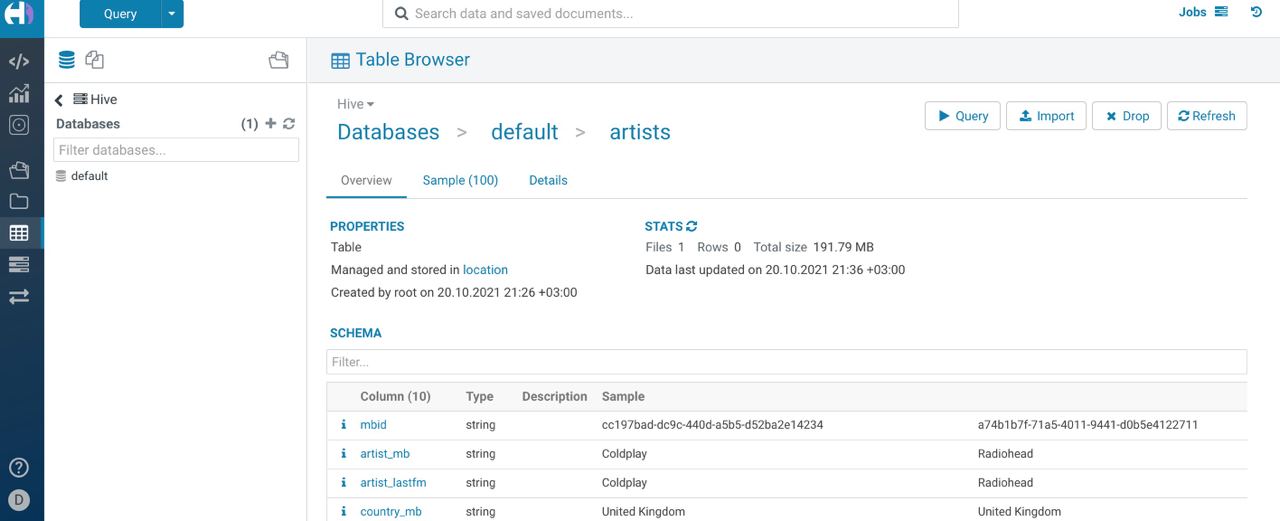 Query
Search data and saved documents...
Jobs
Table Browser
Hive
Databases (1)
Filter databases...
default
Hive
Databases > default > artists
Query Import Drop Refresh
Overview Sample (100) Details
PROPERTIES
Table
Managed and stored in location
Created by root on 20.10.2021 21:26 +03:00
STATS
Files 1 Rows 0 Total size 191.79 MB
Data last updated on 20.10.2021 21:36 +03:00
SCHEMA
Filter...
Column (10) Type Description Sample
i mbid string cc197bad-dc9c-440d-a5b5-d52ba2e14234 a74b1b7f-71a5-4011-9441-d0b5e4122711
i artist_mb string Coldplay Radiohead
i artist_lastfm string Coldplay Radiohead
i country_mb string United Kingdom United Kingdom
D